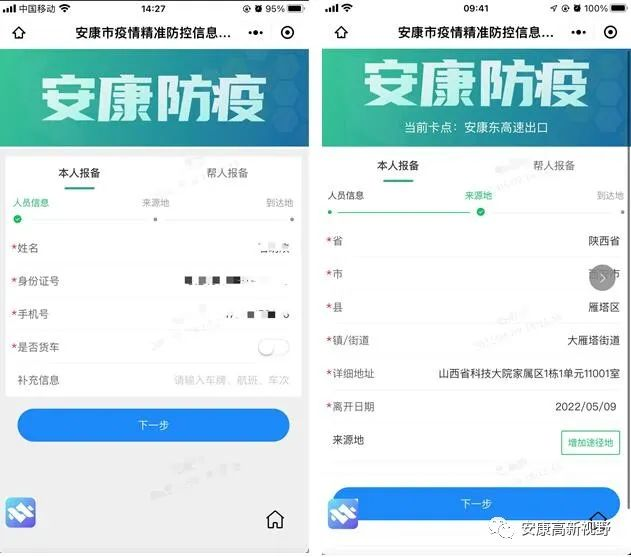 中国移动
14:27
95%
安康市疫情精准防控信息...
安康防疫
本人报备
帮人报备
人员信息
来源地
到达地
*姓名
*身份证号
*手机号
*是否货车
补充信息
请输入车牌、航班、车次
下一步
09:41
100%
安康市疫情精准防控信息...
安康防疫
当前卡点：安康东高速出口
本人报备
帮人报备
人员信息
来源地
到达地
*省
陕西省
*市
市
*县
雁塔区
*镇/街道
大雁塔街道
*详细地址
山西省科技大院家属区1栋1单元11001室
*离开日期
2022/05/09
来源地
增加途径地
下一步
安康高新视野